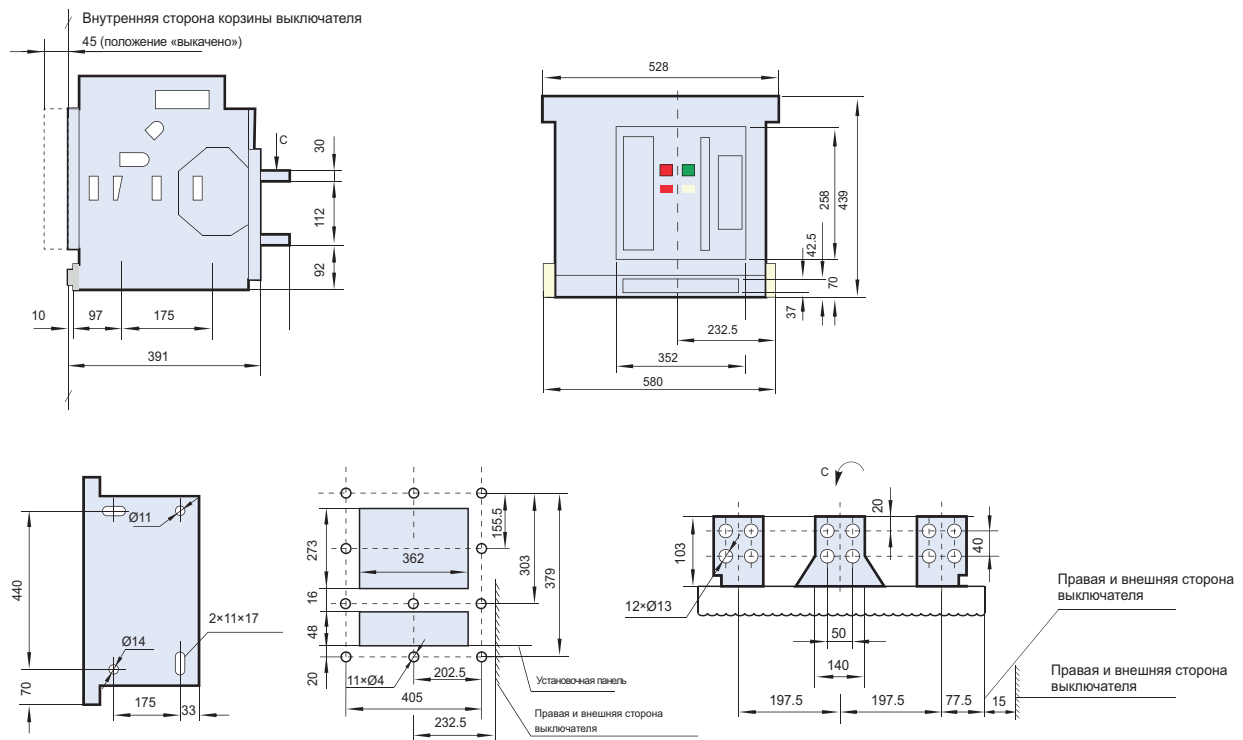 Внутренняя сторона корзины выключателя
45 (положение «выкачено»)
C
30
112
92
10
97
175
391
528
258
439
42.5
70
37
232.5
352
580
Ø11
440
2×11×17
Ø14
70
175
33
273
362
155.5
303
379
16
48
20
11×Ø4
202.5
405
232.5
Установочная панель
Правая и внешняя сторона
выключателя
C
20
103
40
12×Ø13
50
140
197.5
197.5
77.5
15
Правая и внешняя сторона
выключателя
Правая и внешняя сторона
выключателя